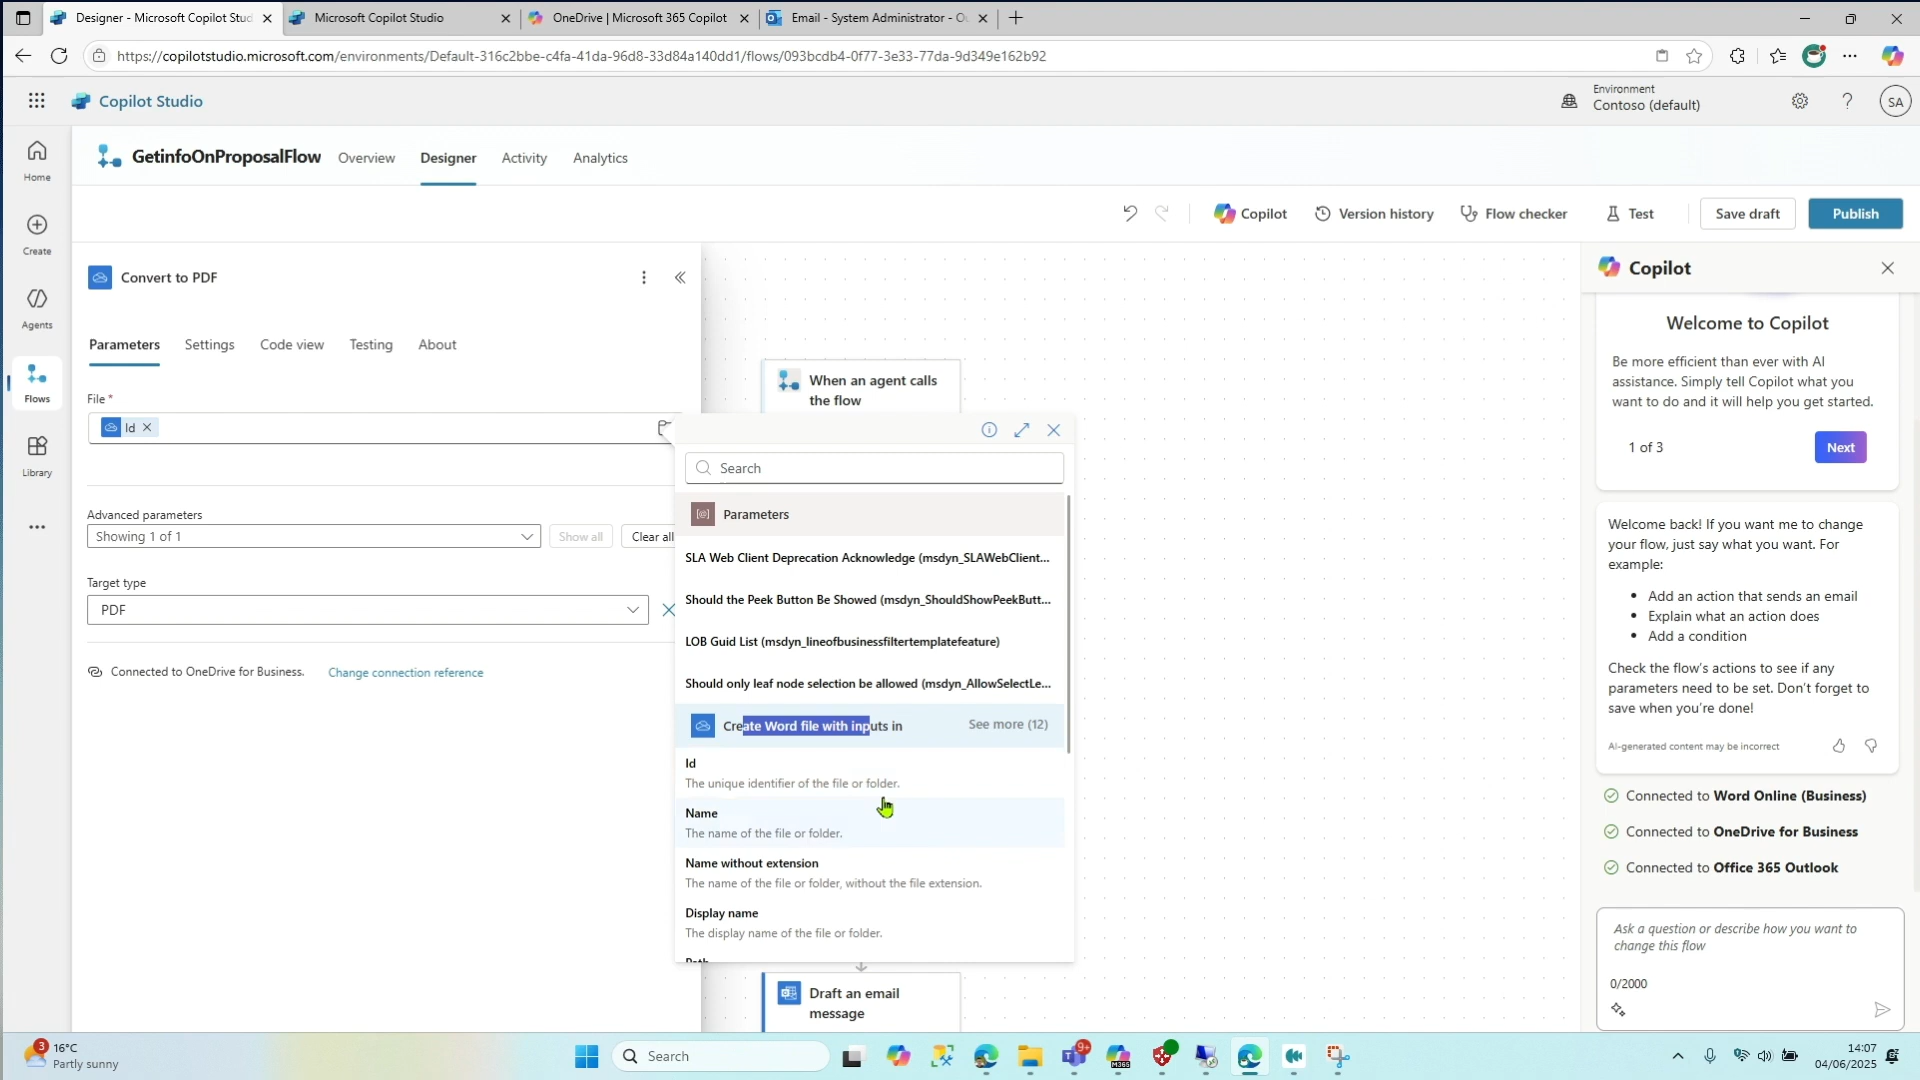 Designer - Microsoft Copilot Stud
Microsoft Copilot Studio
OneDrive | Microsoft 365 Copilot
Email - System Administrator - O
https://copilotstudio.microsoft.com/environments/Default-316c2bbe-c4fa-41da-96d8-33d84a140dd1/flows/093bcdb4-0f77-3e33-77da-9d349e162b92
Copilot Studio
Environment
Contoso (default)
SA
GetinfoOnProposalFlow
Overview
Designer
Activity
Analytics
Home
Create
Agents
Flows
Library
Copilot
Version history
Flow checker
Test
Save draft
Publish
Convert to PDF
Parameters
Settings
Code view
Testing
About
File *
Id
Advanced parameters
Showing 1 of 1
Show all
Clear all
Target type
PDF
Connected to OneDrive for Business.
Change connection reference
When an agent calls
the flow
Search
Parameters
SLA Web Client Deprecation Acknowledge (msdyn_SLAWebClient...
Should the Peek Button Be Showed (msdyn_ShouldShowPeekButt...
LOB Guid List (msdyn_lineofbusinessfiltertemplatefeature)
Should only leaf node selection be allowed (msdyn_AllowSelectLe...
Create Word file with inputs in
See more (12)
Id
The unique identifier of the file or folder.
Name
The name of the file or folder.
Name without extension
The name of the file or folder, without the file extension.
Display name
The display name of the file or folder.
Path
Draft an email
message
Copilot
Welcome to Copilot
Be more efficient than ever with AI
assistance. Simply tell Copilot what you
want to do and it will help you get started.
1 of 3
Next
Welcome back! If you want me to change
your flow, just say what you want. For
example:
• Add an action that sends an email
• Explain what an action does
• Add a condition
Check the flow's actions to see if any
parameters need to be set. Don't forget to
save when you're done!
AI-generated content may be incorrect
Connected to Word Online (Business)
Connected to OneDrive for Business
Connected to Office 365 Outlook
Ask a question or describe how you want to
change this flow
0/2000
3
16°C
Partly sunny
Search
9+
M365
14:07
04/06/2025